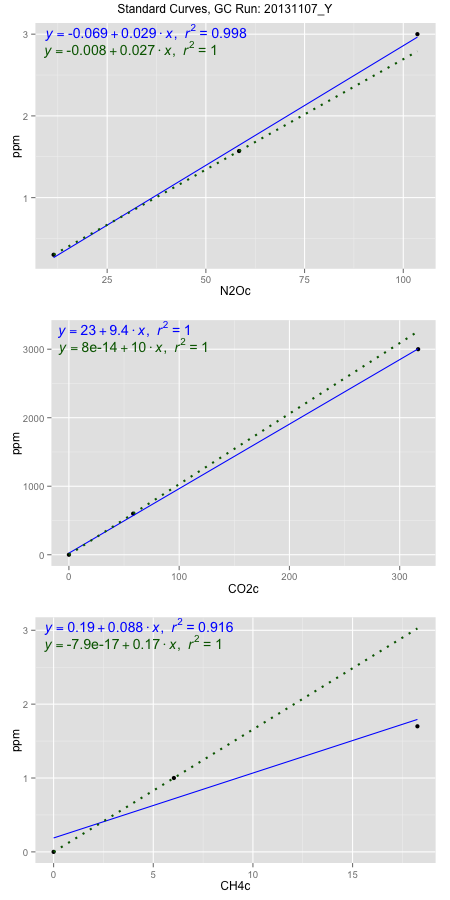 Standard Curves, GC Run: 20131107_Y
y = -0.069 + 0.029 · x, r² = 0.998
y = -0.008 + 0.027 · x, r² = 1
3
2
1
ppm
25 50 75 100
N2Oc
y = 23 + 9.4 · x, r² = 1
y = 8e-14 + 10 · x, r² = 1
3000
2000
1000
0
ppm
0 100 200 300
CO2c
y = 0.19 + 0.088 · x, r² = 0.916
y = -7.9e-17 + 0.17 · x, r² = 1
3
2
1
0
ppm
0 5 10 15
CH4c